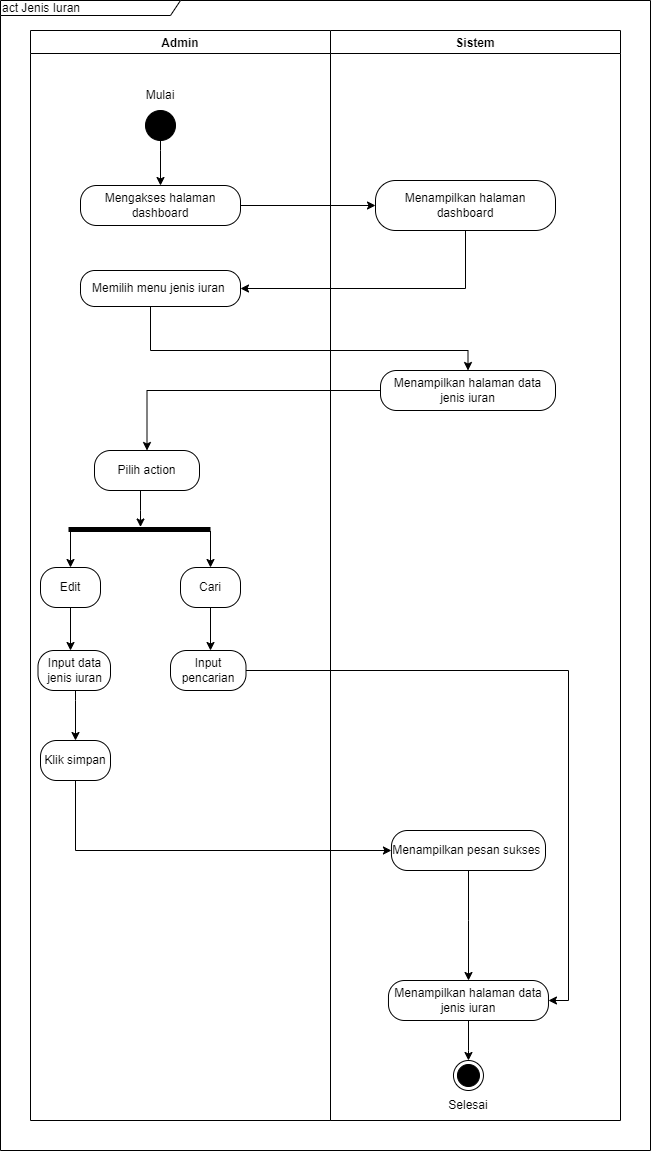 act Jenis Iuran
Admin
Sistem
Mulai
Mengakses halaman
dashboard
Menampilkan halaman
dashboard
Memilih menu jenis iuran
Menampilkan halaman data
jenis iuran
Pilih action
Edit
Cari
Input data
jenis iuran
Input
pencarian
Klik simpan
Menampilkan pesan sukses
Menampilkan halaman data
jenis iuran
Selesai